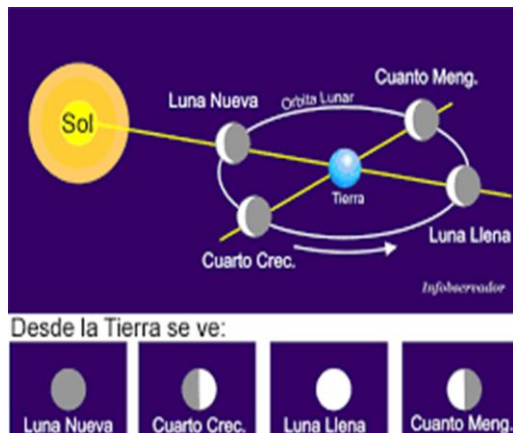 Cuanto Meng.
Luna Nueva
Orbita Lunar
Sol
Tierra
Luna Llena
Cuarto Crec.
Infobservador
Desde la Tierra se ve:
Luna Nueva
Cuarto Crec.
Luna Llena
Cuanto Meng.